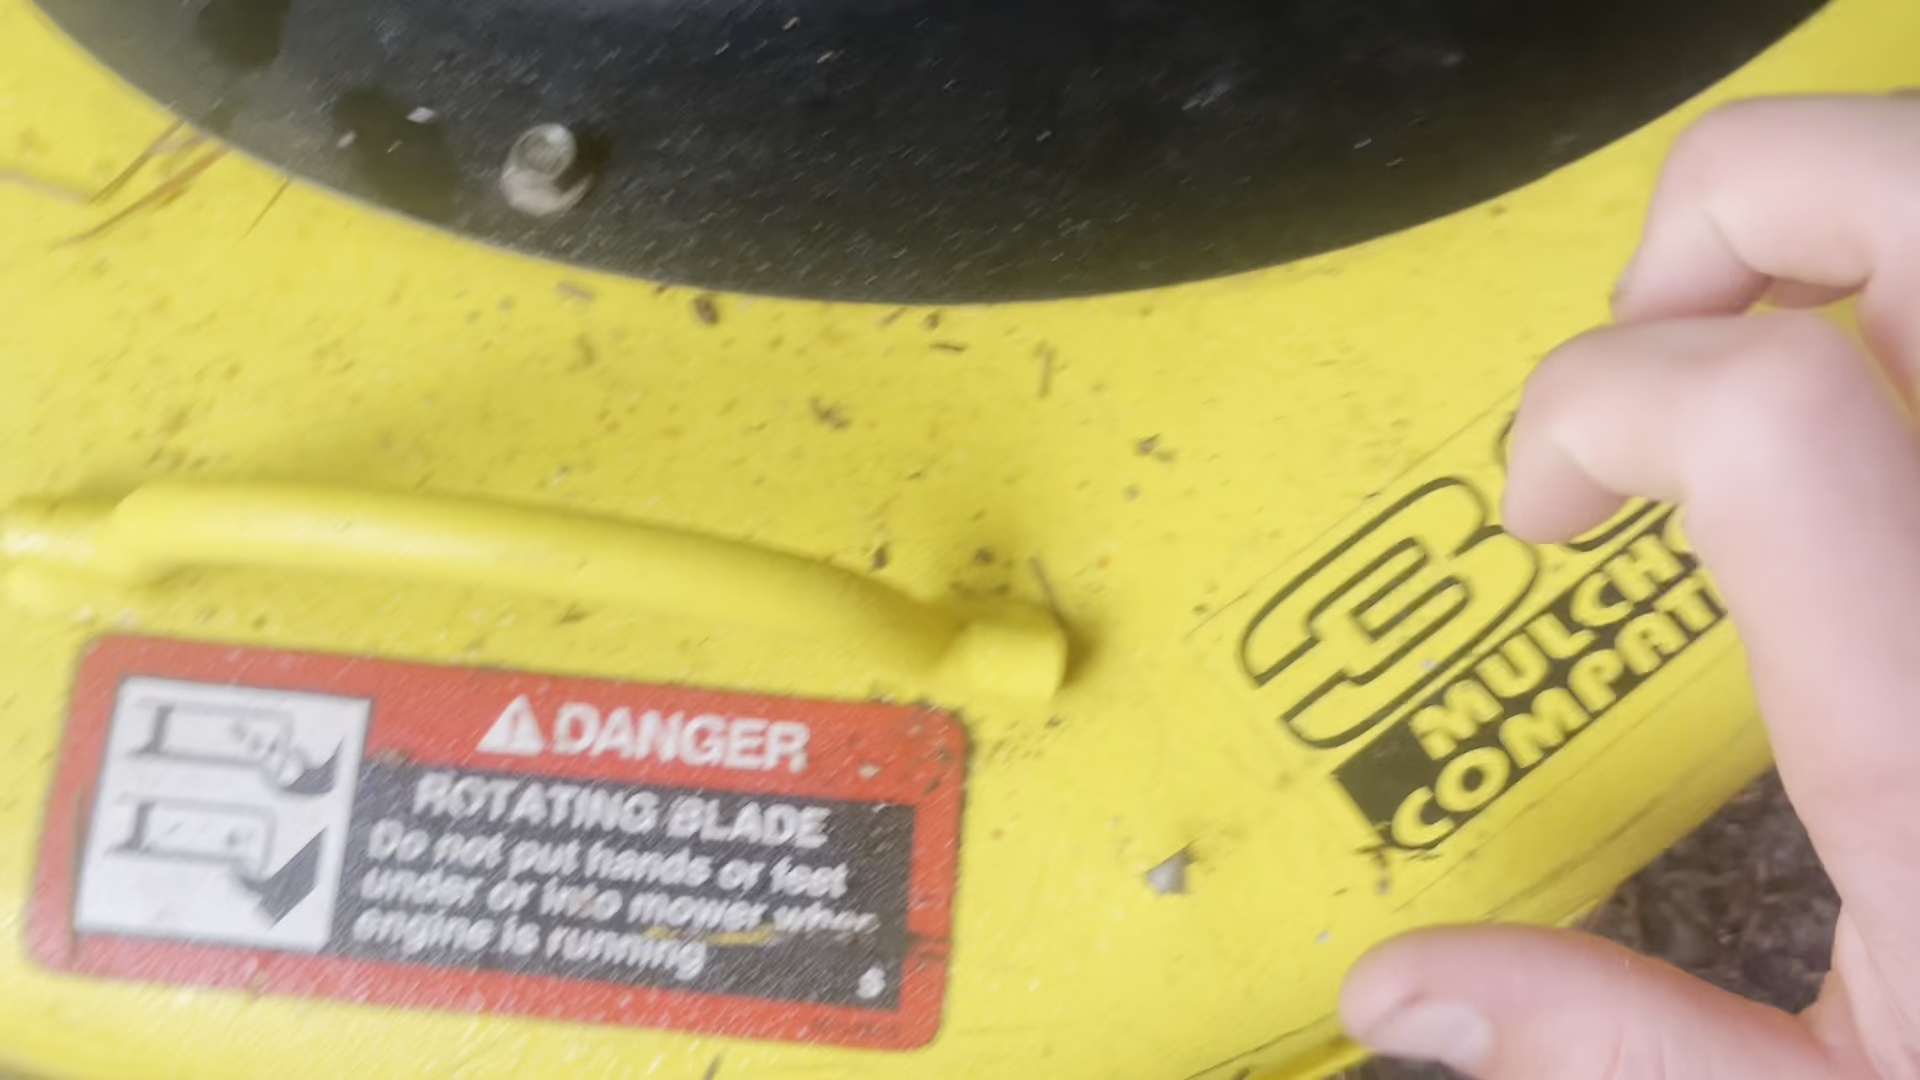 DANGER
ROTATING BLADE
Do not put hands or feet
under or into mower when
engine is running
3
MULCH
COMPAT